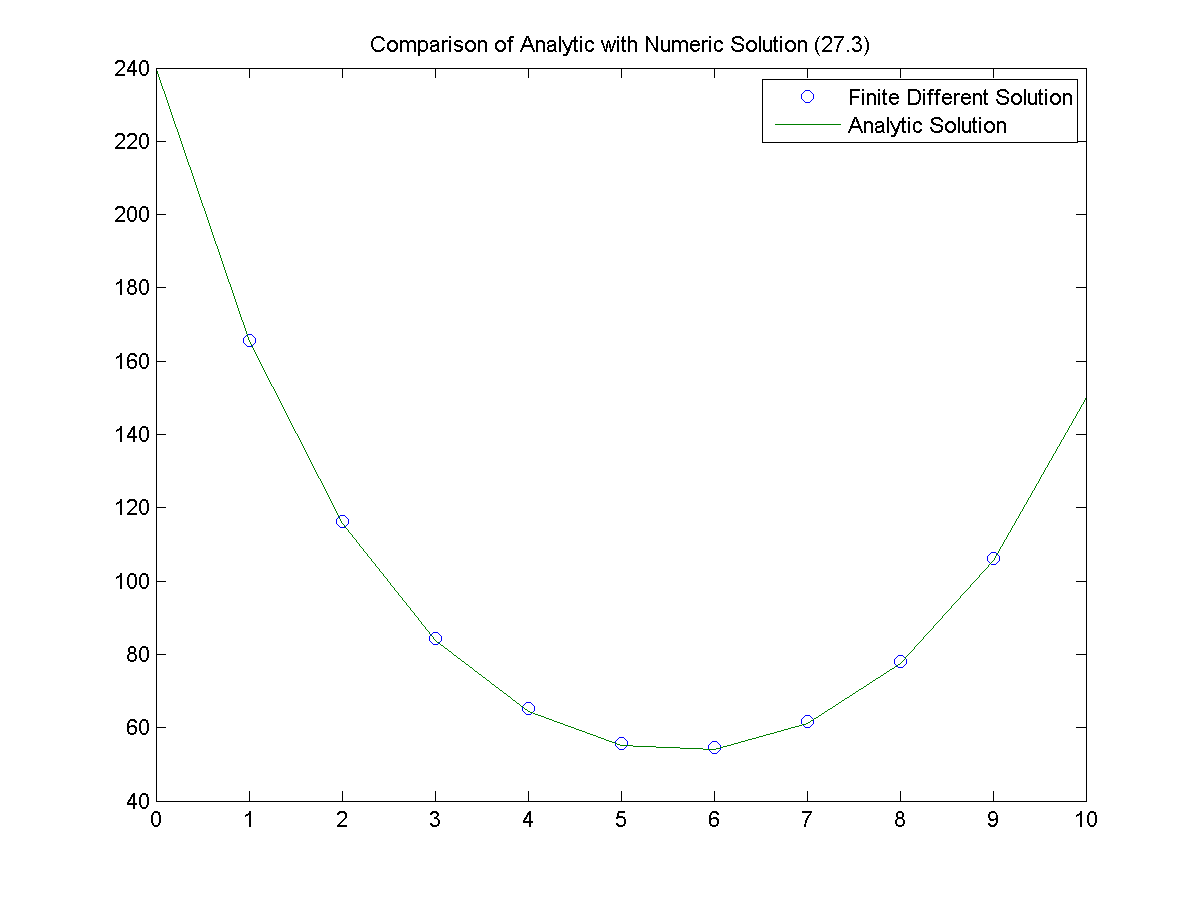 Comparison of Analytic with Numeric Solution (27.3)
240
220
200
180
160
140
120
100
80
60
40
0 1 2 3 4 5 6 7 8 9 10
Finite Different Solution
Analytic Solution